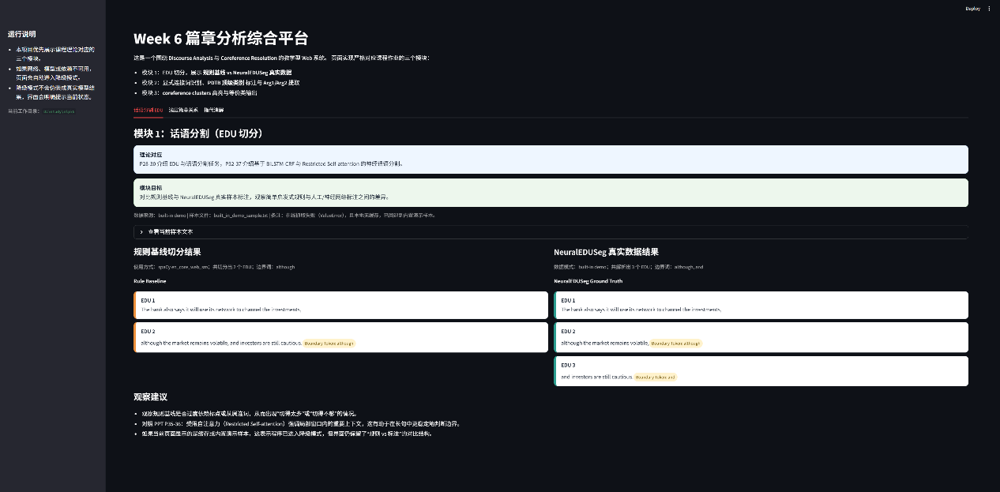 Deploy
运行说明
本项目优先展示课程理论对应的
三个模块。
如果网络、模型或依赖不可用，
页面会自动进入降级模式。
降级模式不会伪装成真实模型结
果，界面会明确提示当前状态。
当前工作目录：
Week 6 篇章分析综合平台
这是一个围绕 Discourse Analysis 与 Coreference Resolution 的教学型 Web 系统。 页面实现严格对应课程作业的三个模块：
模块 1：EDU 切分，展示 规则基线 vs NeuralEDUSeg 真实数据
模块 2：显式连接词识别、PDTB 顶级类别 标注与 Arg1/Arg2 提取
模块 3：coreference clusters 高亮与等价类输出
话语分割 EDU 浅层篇章关系 指代消解
模块 1：话语分割（EDU 切分）
理论对应
P28-30 介绍 EDU 与话语分割任务，P32-37 介绍基于 BiLSTM-CRF 与 Restricted Self-attention 的神经话语分割。
模块目标
对比规则基线与 NeuralEDUSeg 真实样本标注，观察简单启发式规则与人工/神经网络标注之间的差异。
数据来源：built-in demo | 样本文件：built_in_demo_sample.txt | 备注：在线抓取失败（ValueError），且本地无缓存，已回退到内置演示样本。
查看当前样本文本
规则基线切分结果
使用方式：spaCy en_core_web_sm；共切分出 2 个 EDU；边界词：although
Rule Baseline
EDU 1
The bank also says it will use its network to channel the investments,
EDU 2
although the market remains volatile, and investors are still cautious. Boundary Token: although
NeuralEDUSeg 真实数据结果
数据模式：built-in demo；共解析出 3 个 EDU；边界词：although, and
NeuralEDUSeg Ground Truth
EDU 1
The bank also says it will use its network to channel the investments,
EDU 2
although the market remains volatile, Boundary Token: although
EDU 3
and investors are still cautious. Boundary Token: and
观察建议
观察规则基线是否过度依赖标点或从属连词，从而出现“切得太多”或“切得不够”的情况。
对照 PPT P35-36：受限自注意力（Restricted Self-attention）强调局部窗口内的重要上下文，这有助于在长句中更稳定地判断边界。
如果当前页面显示的是缓存或内置演示样本，这表示程序已进入降级模式，但界面仍保留了“规则 vs 标注”的对比结构。